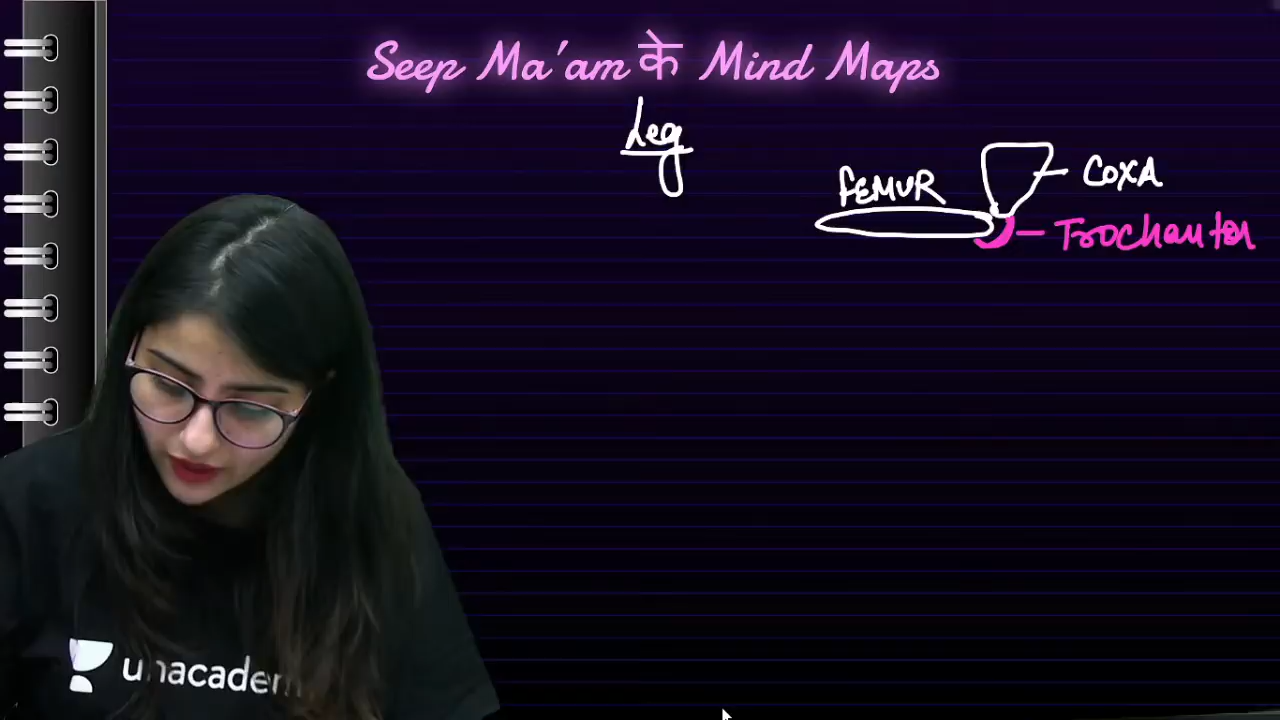 Seep Ma'am के Mind Maps
Leg
FEMUR
COXA
Trochanter
unacadem